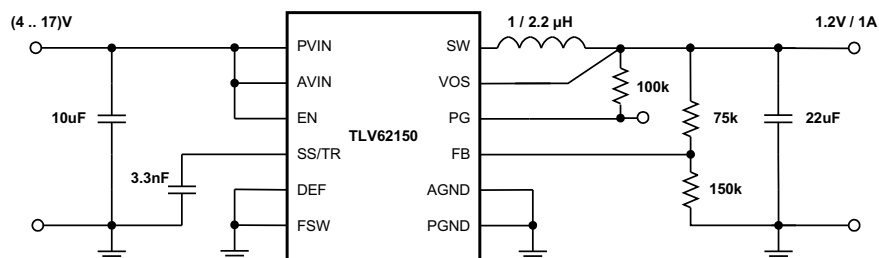 (4 .. 17)V
1 / 2.2 µH
1.2V / 1A
PVIN
SW
AVIN
VOS
100k
10uF
EN
PG
75k
22uF
TLV62150
SS/TR
FB
3.3nF
DEF
AGND
150k
FSW
PGND